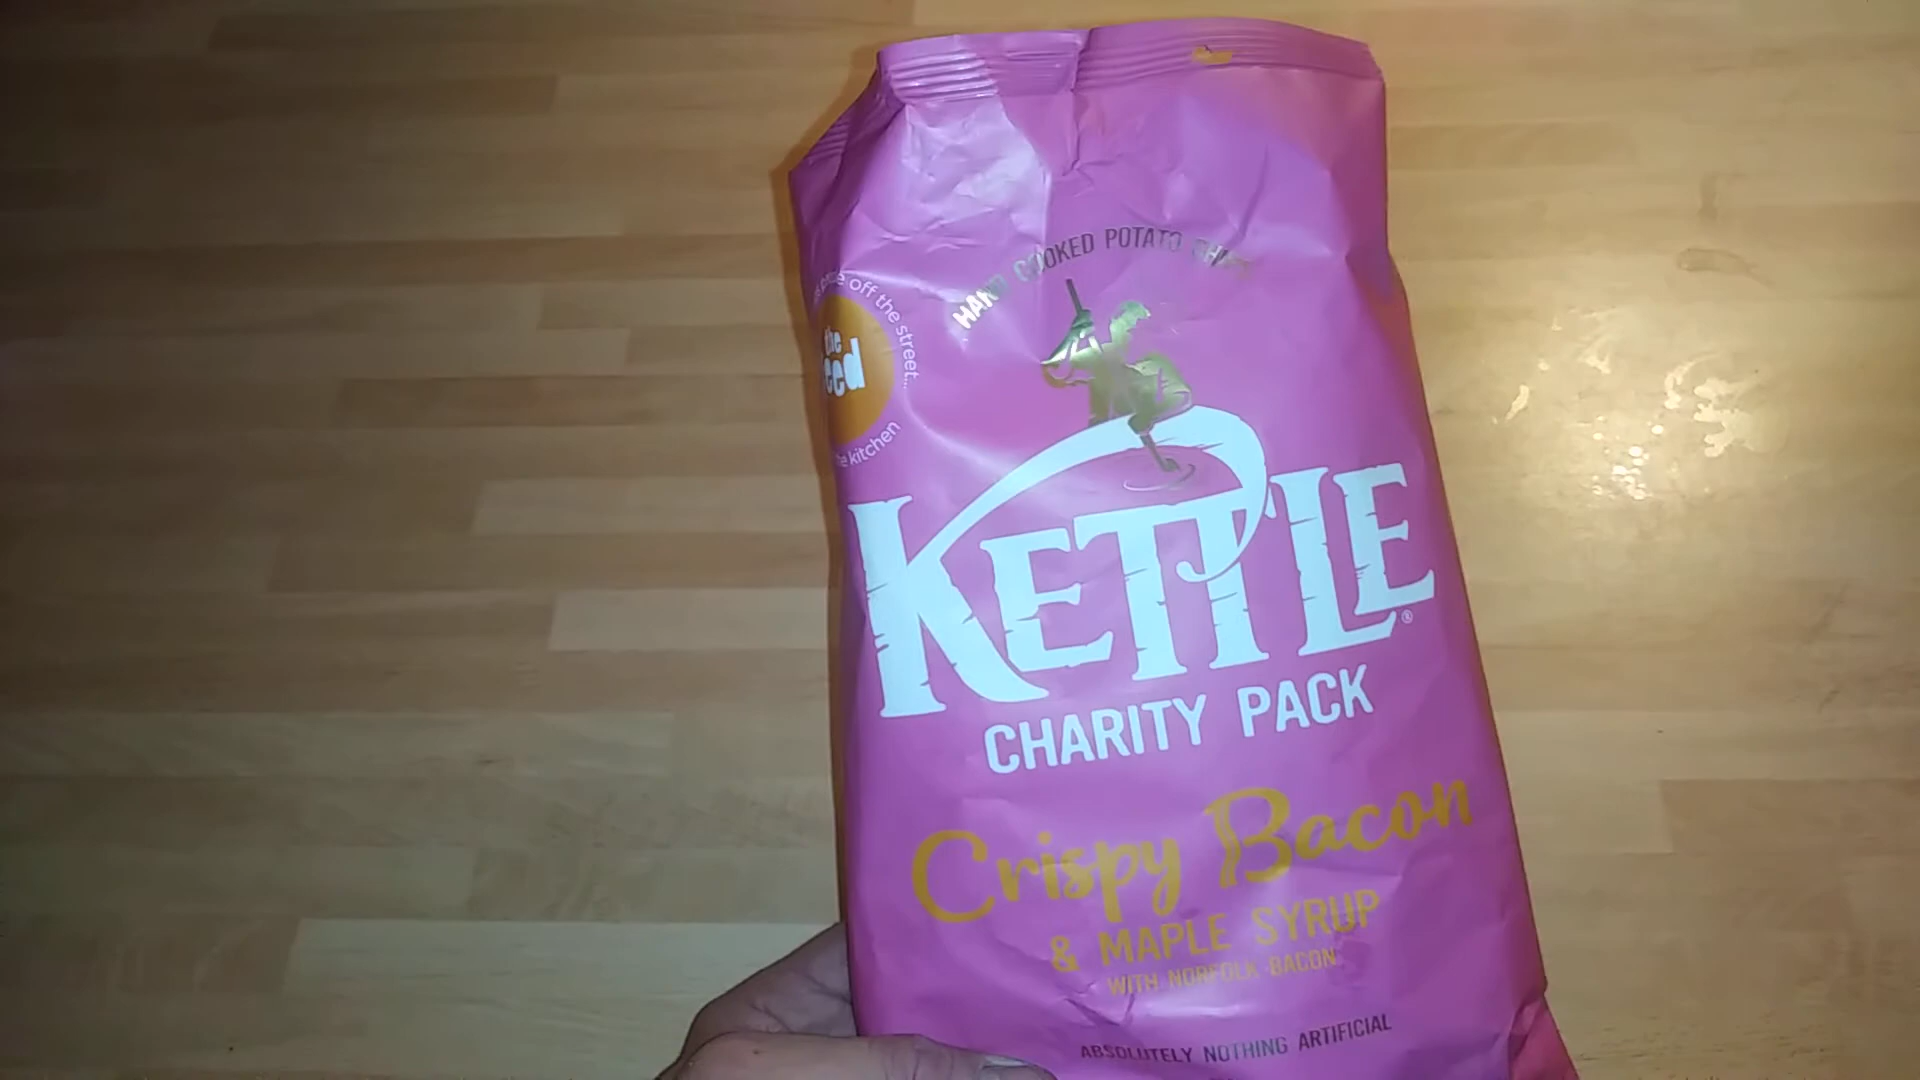 HAND COOKED POTATO CHIPS
off the street...
the
kitchen
KETTLE
®
CHARITY PACK
Crispy Bacon
& MAPLE SYRUP
WITH NORFOLK BACON
ABSOLUTELY NOTHING ARTIFICIAL